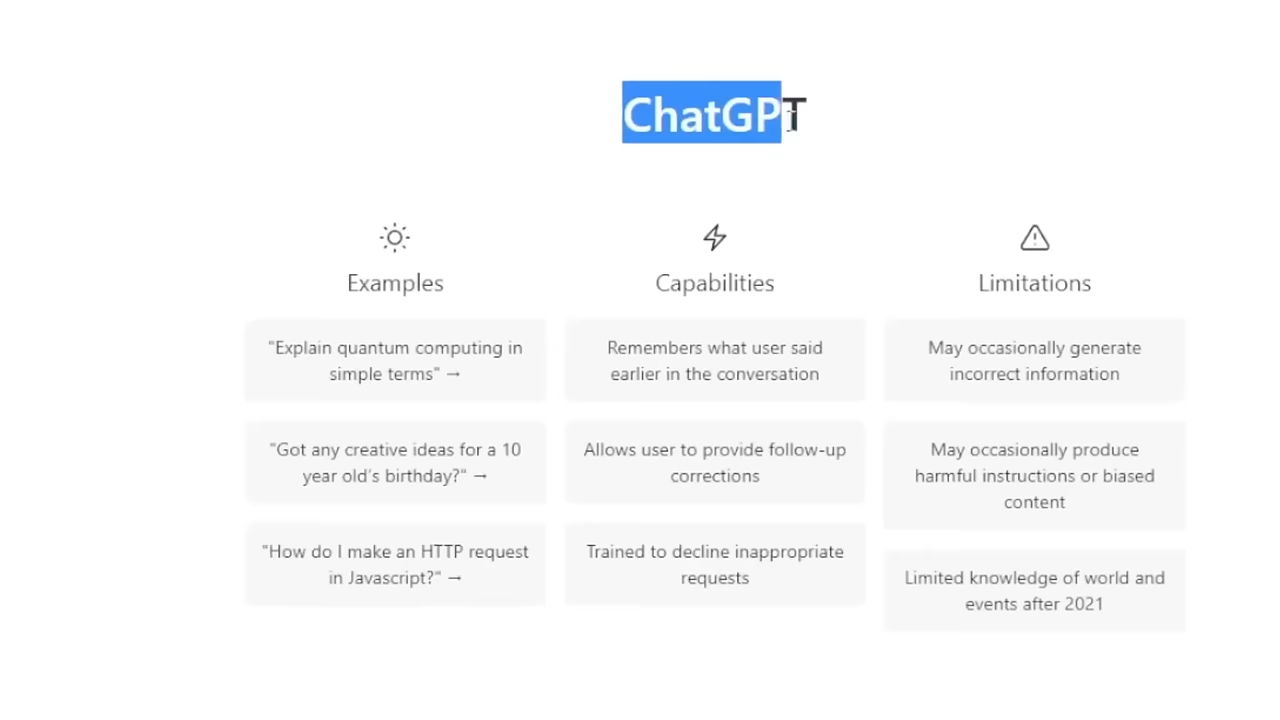 ChatGPT
Examples
"Explain quantum computing in
simple terms" →
"Got any creative ideas for a 10
year old's birthday?" →
"How do I make an HTTP request
in Javascript?" →
Capabilities
Remembers what user said
earlier in the conversation
Allows user to provide follow-up
corrections
Trained to decline inappropriate
requests
Limitations
May occasionally generate
incorrect information
May occasionally produce
harmful instructions or biased
content
Limited knowledge of world and
events after 2021